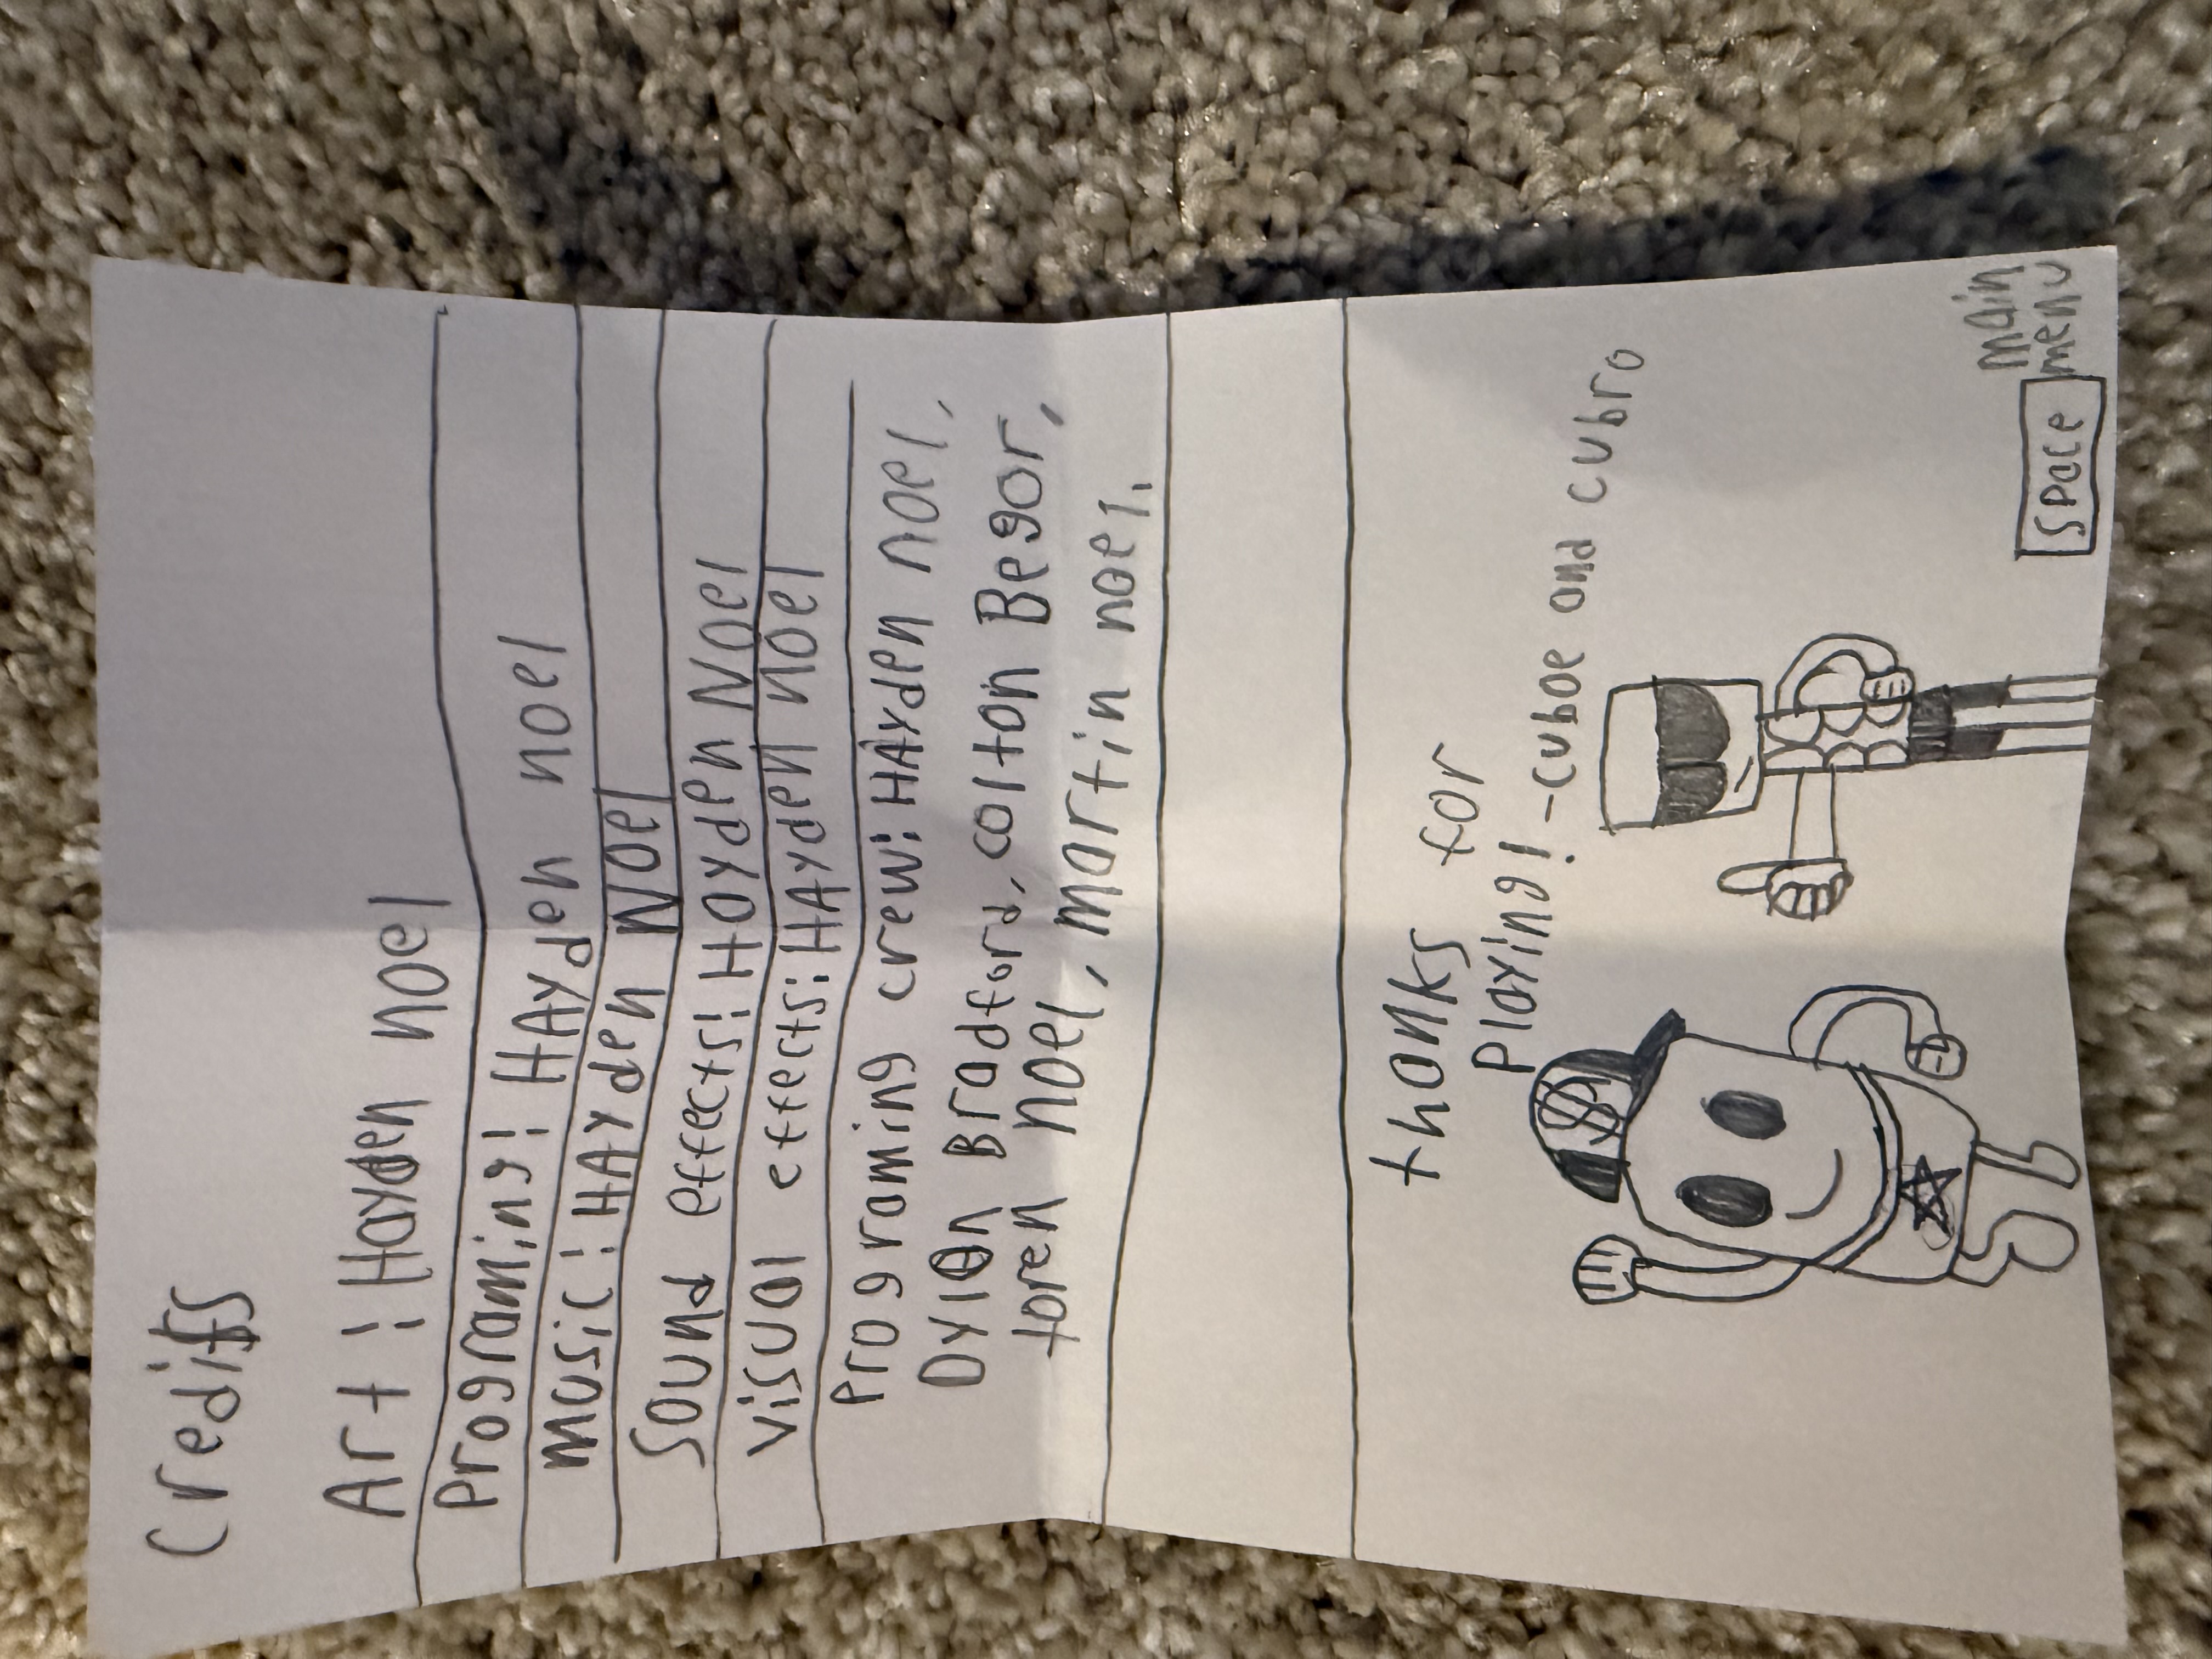 Credits
Art: Hayden noel
Programing: HAyden noel
music: HAyden Noel
Sound effects: Hayden Noel
visual effects: HAyden noel
Programing crew: HAyden noel,
Dylan Bradford, colton Begor,
toren noel, martin noel.
thanks for
Playing! -cuboe and cubro
$
main
space menu